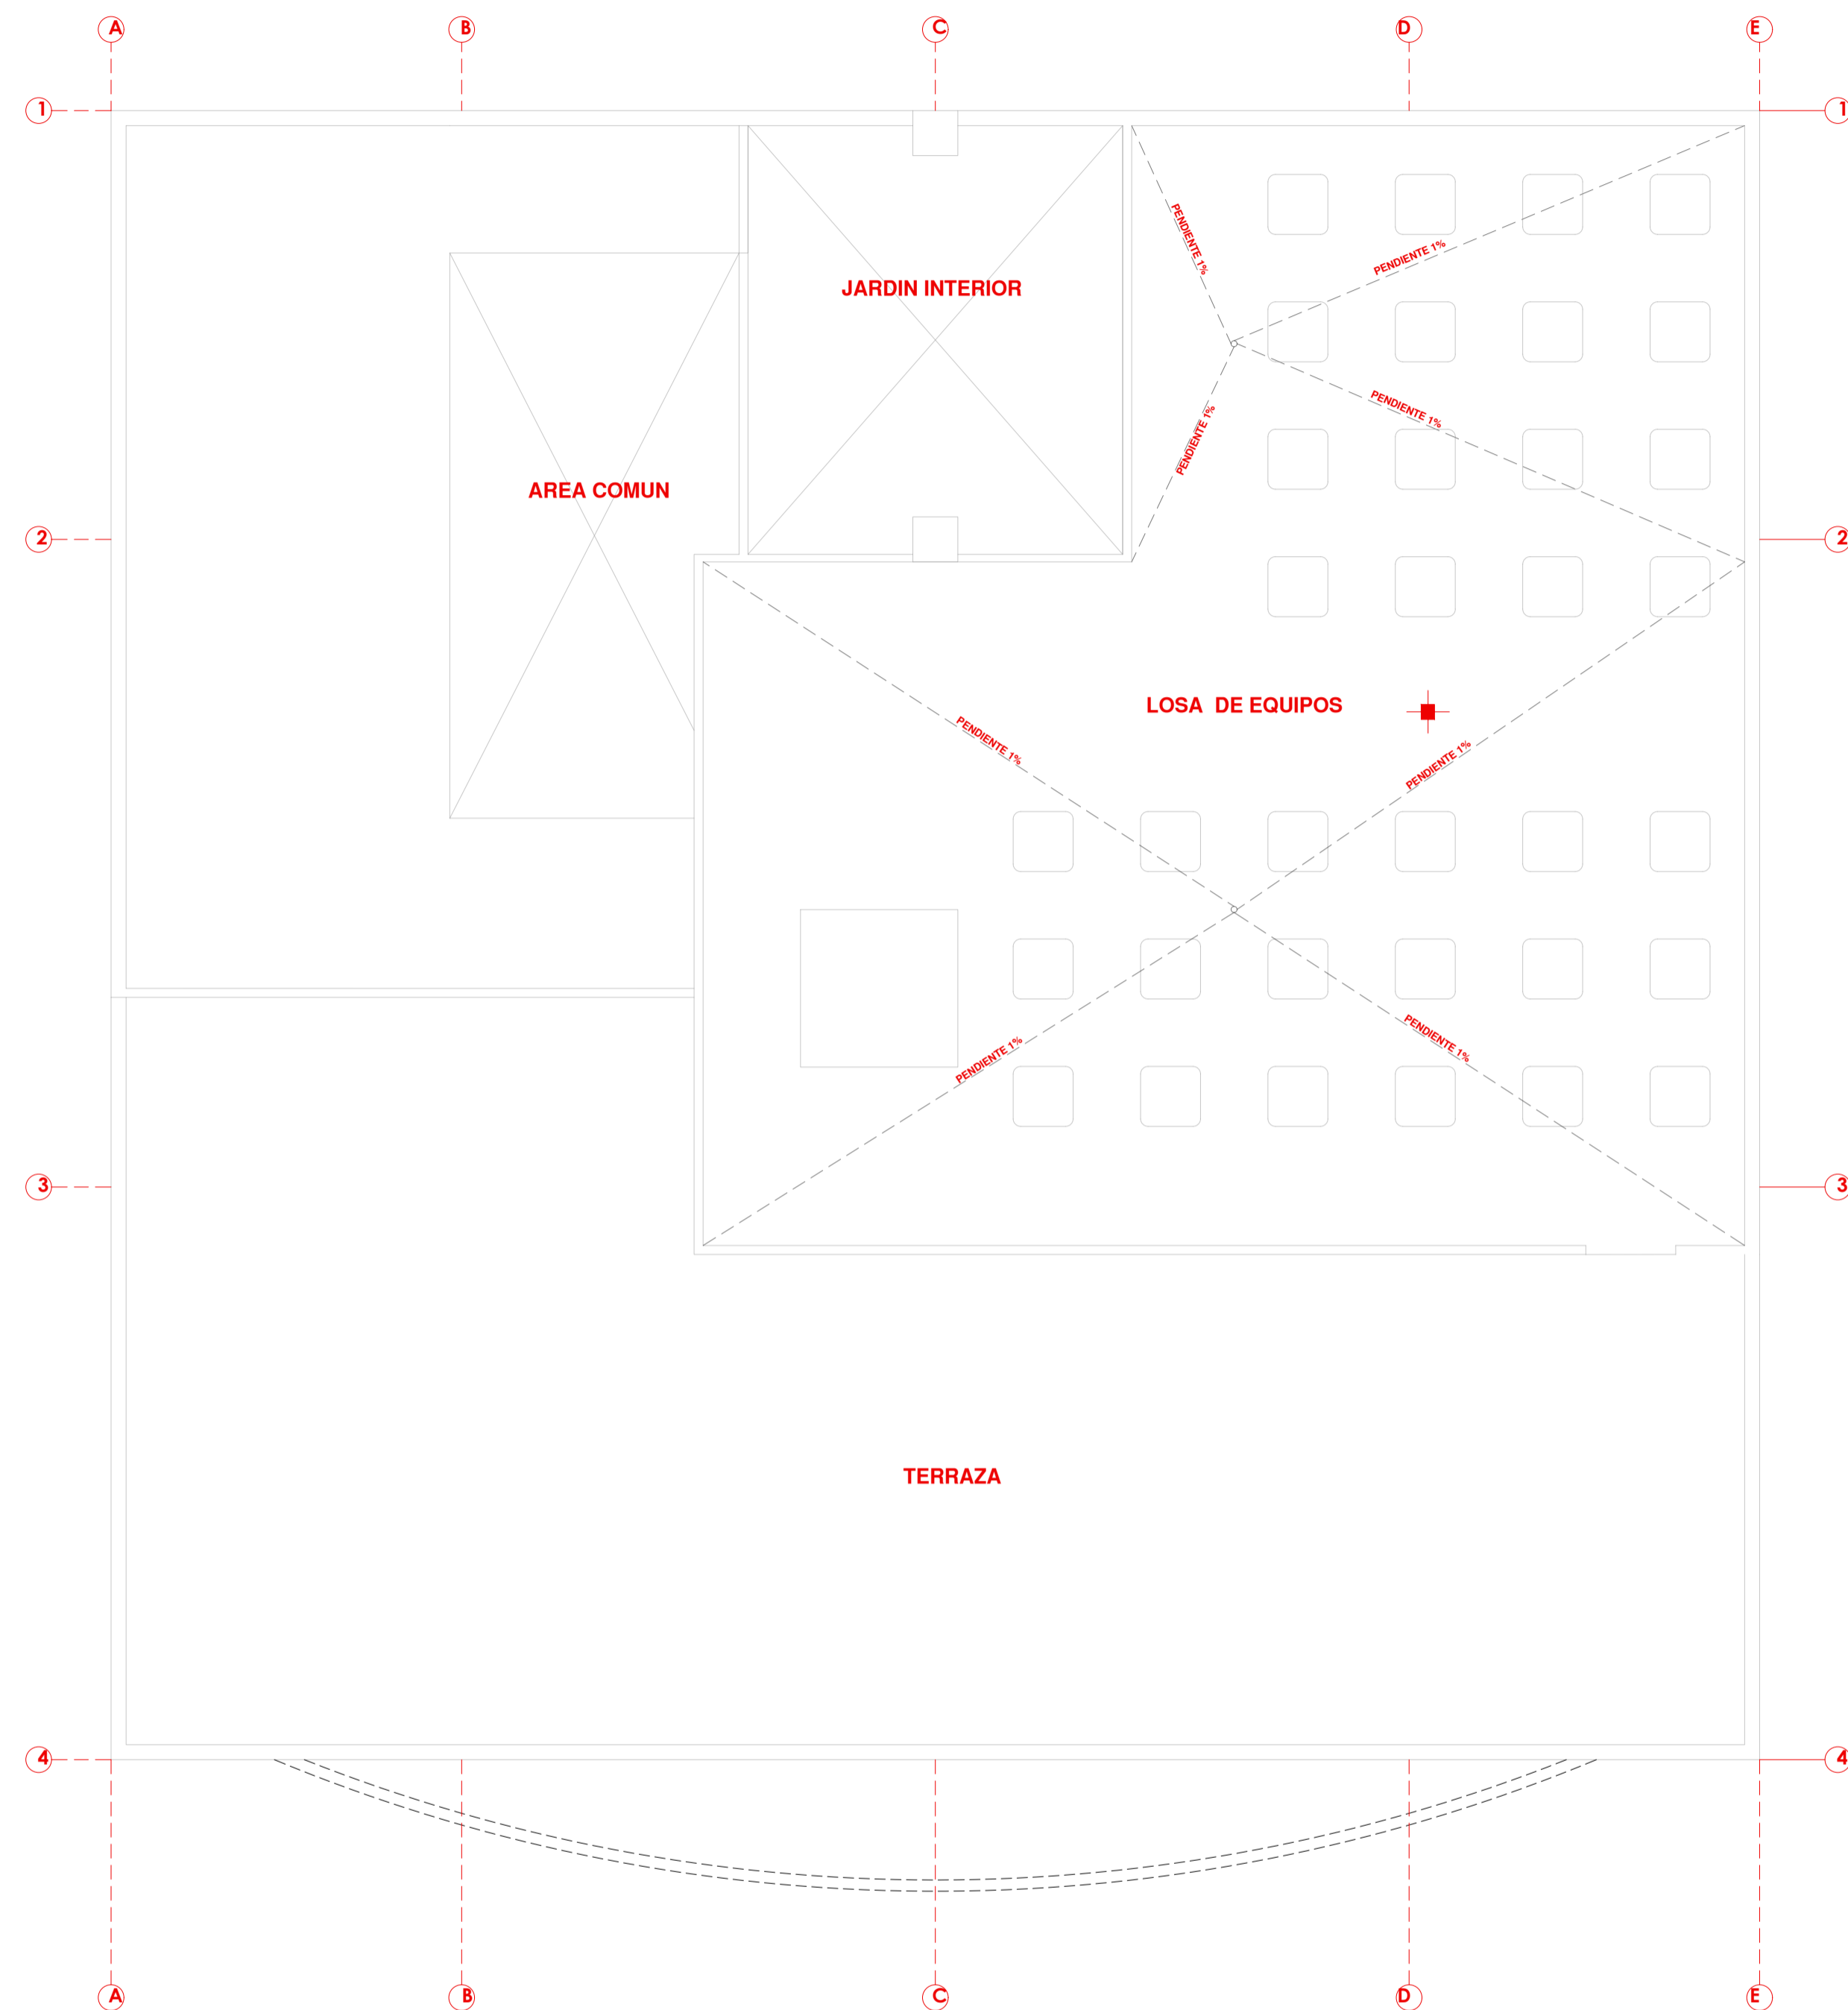 A B C D E
1 1
PENDIENTE 1%
PENDIENTE 1%
JARDIN INTERIOR
PENDIENTE 1%
PENDIENTE 1%
AREA COMUN
2 2
LOSA DE EQUIPOS
PENDIENTE 1%
PENDIENTE 1%
PENDIENTE 1%
PENDIENTE 1%
3 3
TERRAZA
4 4
A B C D E